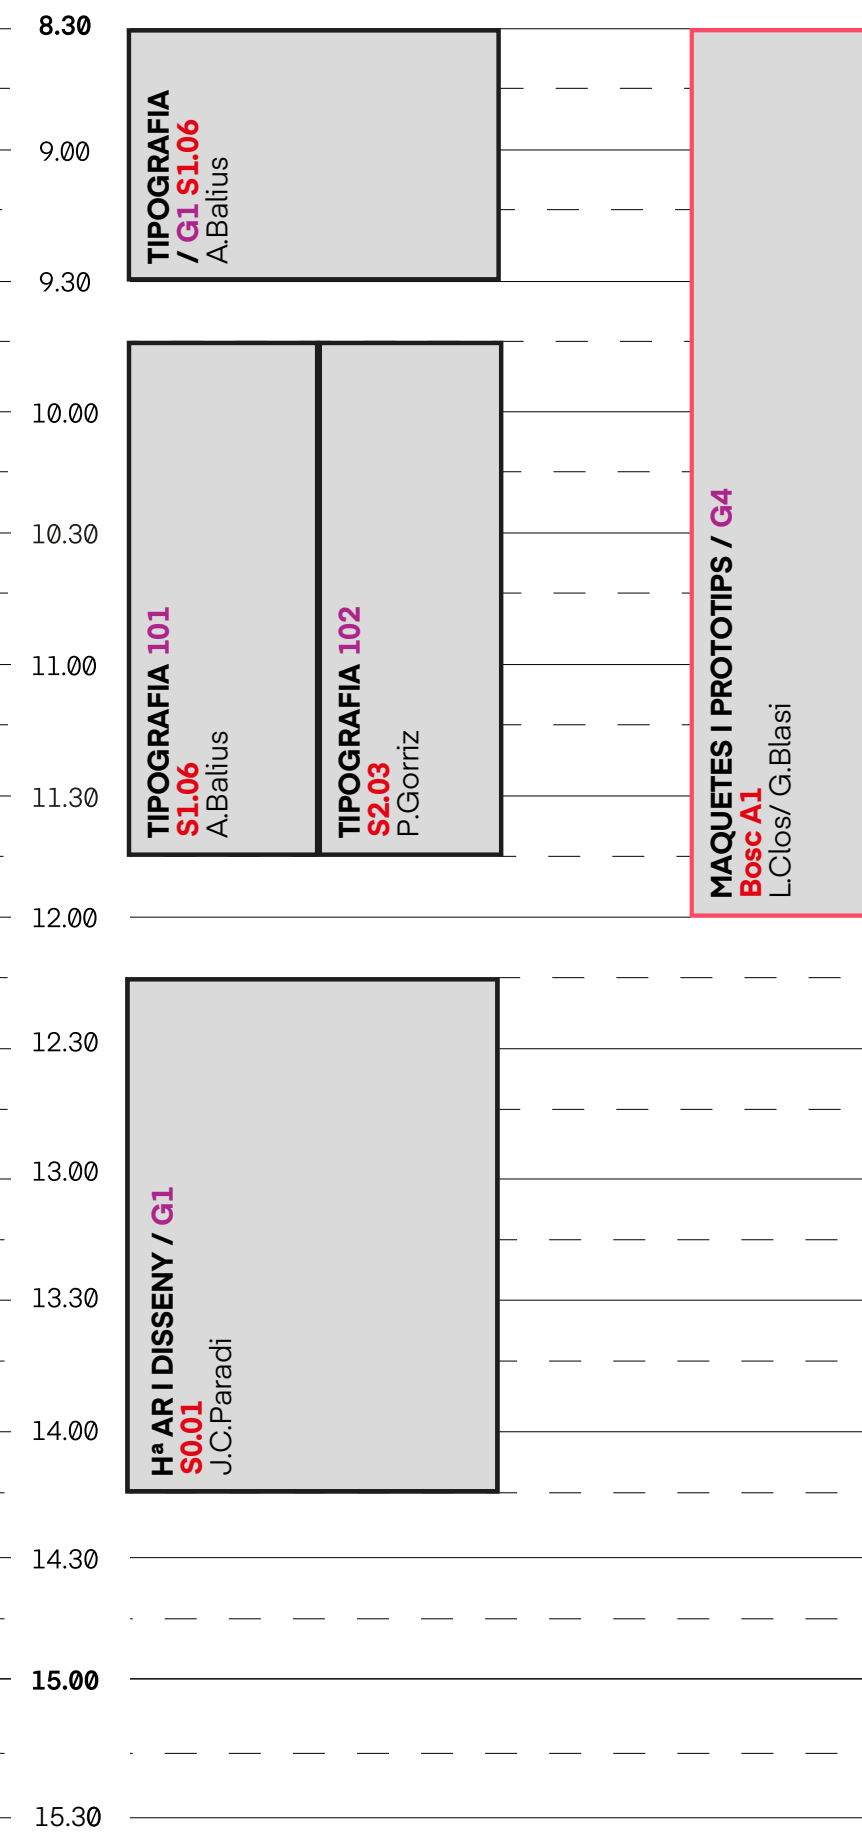 8.30
9.00
9.30
10.00
10.30
11.00
11.30
12.00
12.30
13.00
13.30
14.00
14.30
15.00
15.30
TIPOGRAFIA
/ G1 S1.06
A.Balius
TIPOGRAFIA 101
S1.06
A.Balius
TIPOGRAFIA 102
S2.03
P.Gorriz
Hª AR I DISSENY / G1
S0.01
J.C.Paradi
MAQUETES I PROTOTIPS / G4
Bosc A1
L.Clos/ G.Blasi